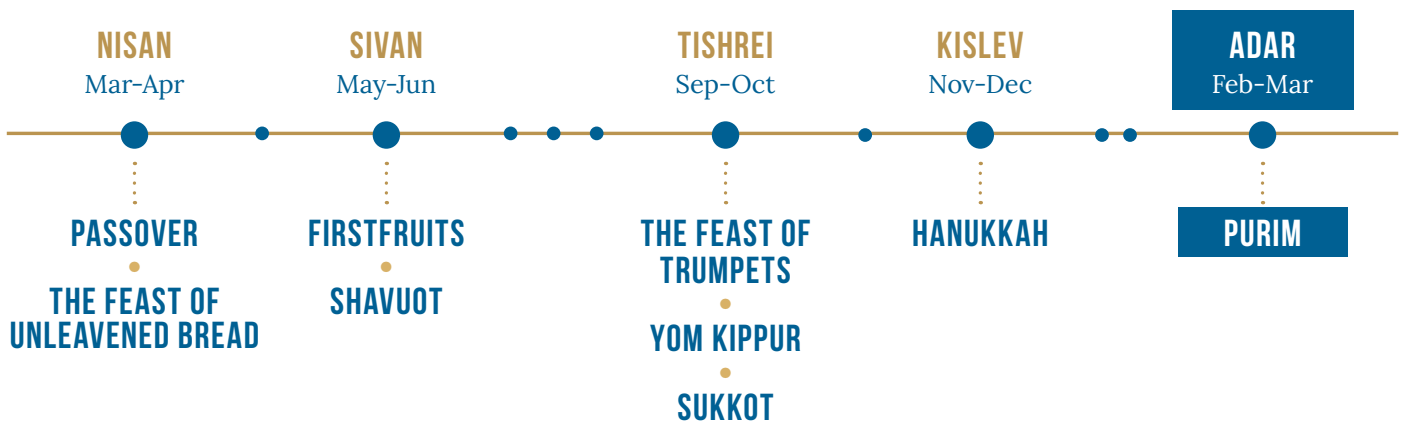 NISAN
Mar-Apr
SIVAN
May-Jun
TISHREI
Sep-Oct
KISLEV
Nov-Dec
ADAR
Feb-Mar
PASSOVER
THE FEAST OF
UNLEAVENED BREAD
FIRSTFRUITS
SHAVUOT
THE FEAST OF
TRUMPETS
YOM KIPPUR
SUKKOT
HANUKKAH
PURIM